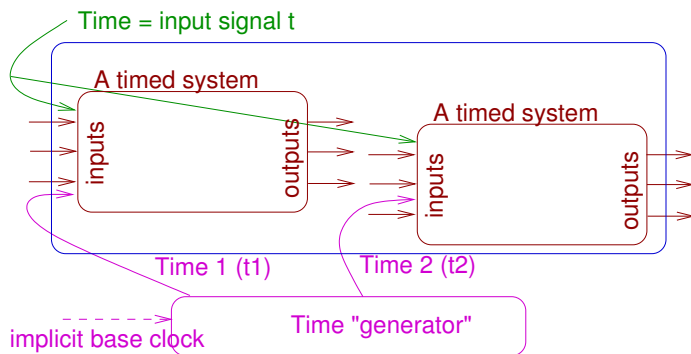 Time = input signal t
A timed system
A timed system
inputs
outputs
inputs
outputs
Time 1 (t1)
Time 2 (t2)
Time "generator"
implicit base clock